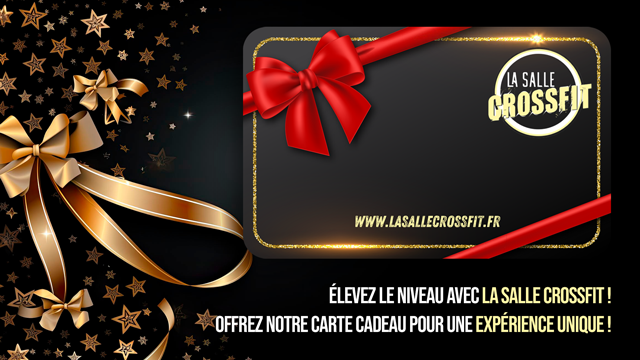 LA SALLE
CROSSFIT
WWW.LASALLECROSSFIT.FR
ÉLEVEZ LE NIVEAU AVEC LA SALLE CROSSFIT !
OFFREZ NOTRE CARTE CADEAU POUR UNE EXPÉRIENCE UNIQUE !